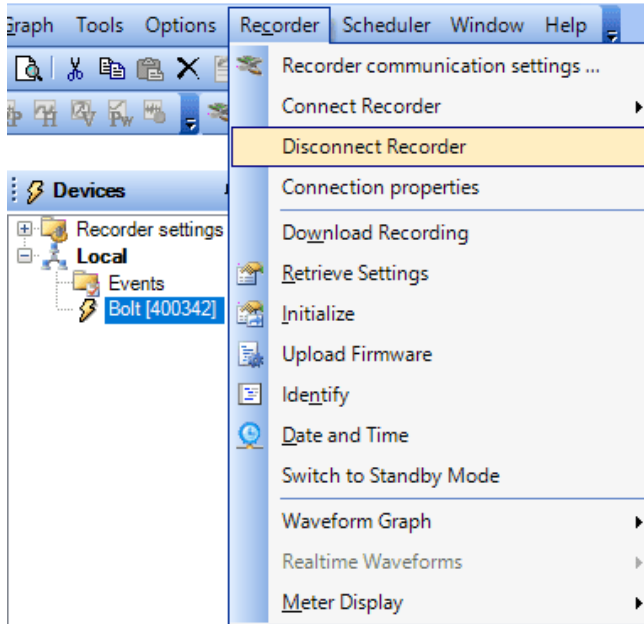 Graph Tools Options Recorder Scheduler Window Help
Recorder communication settings ...
Connect Recorder
Disconnect Recorder
Connection properties
Download Recording
Retrieve Settings
Initialize
Upload Firmware
Identify
Date and Time
Switch to Standby Mode
Waveform Graph
Realtime Waveforms
Meter Display
Devices
Recorder settings
Local
Events
Bolt [400342]